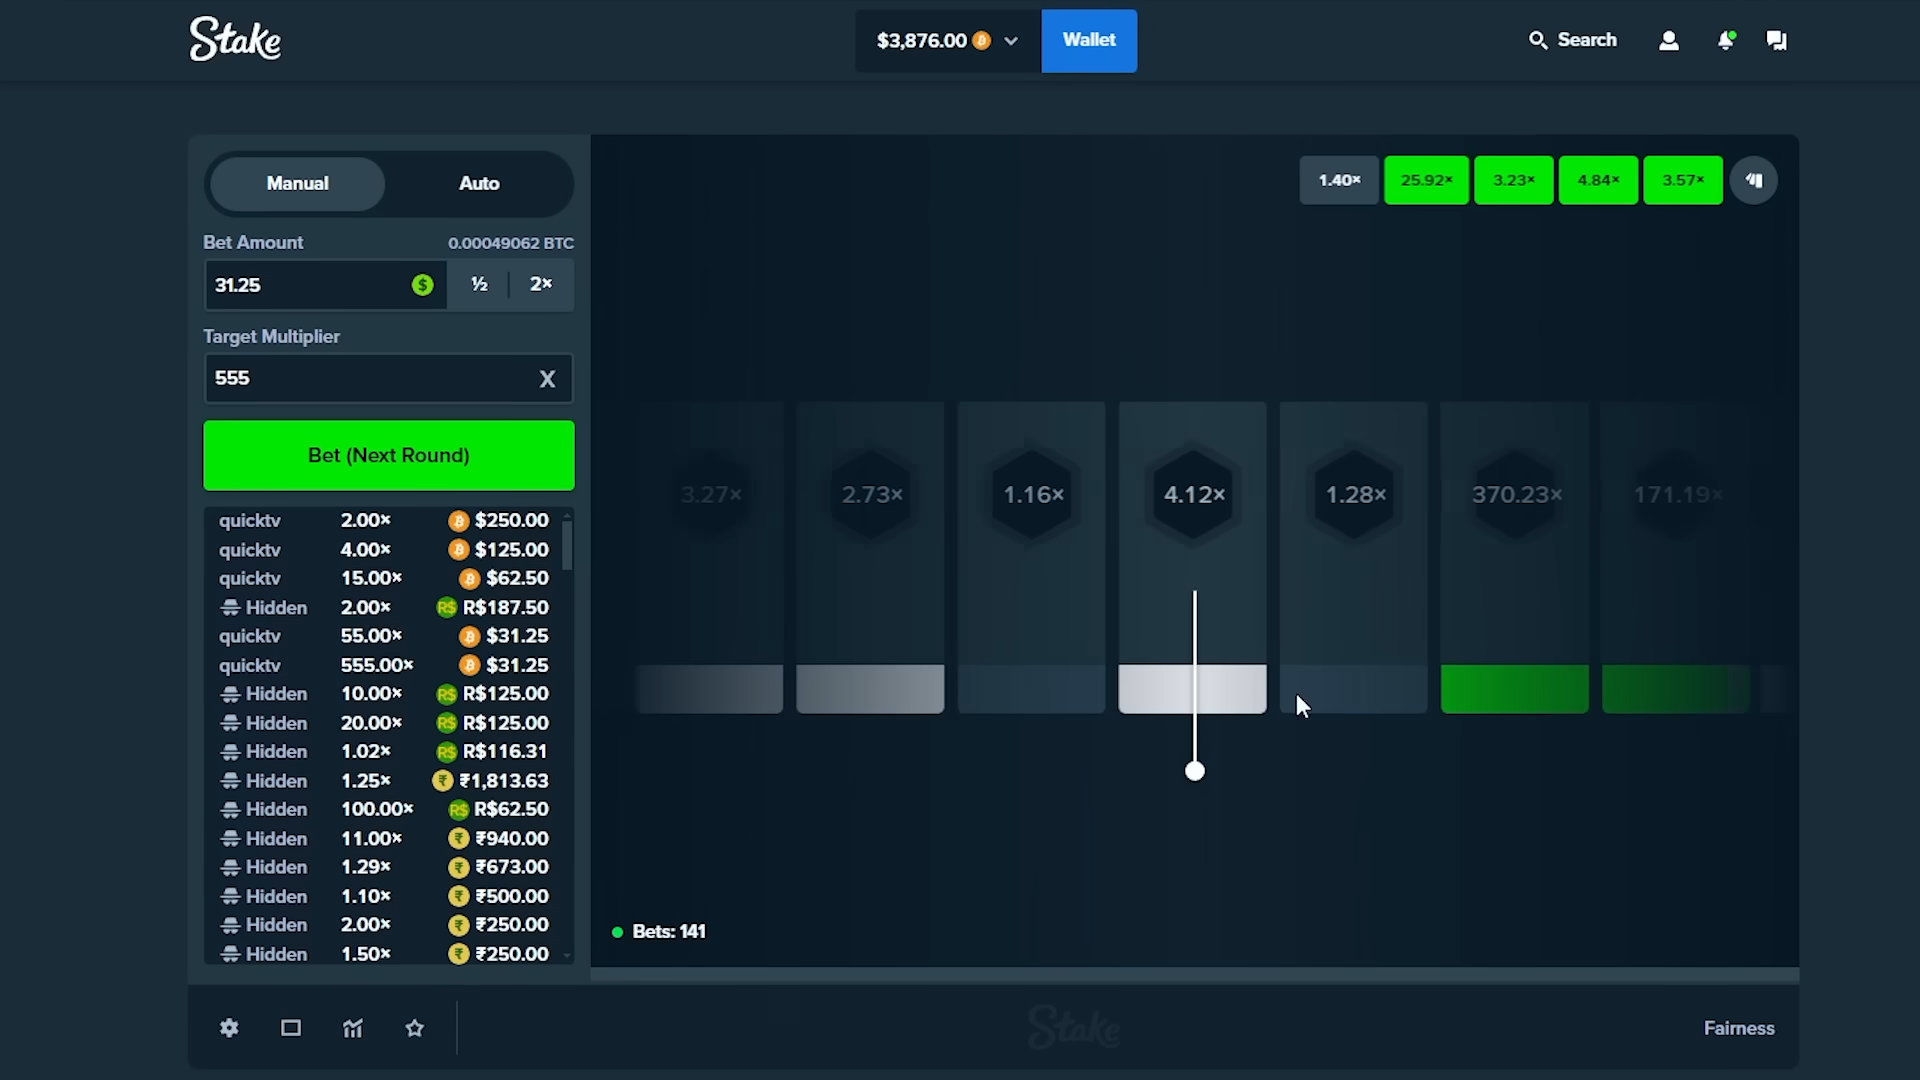 Stake
$3,876.00
Wallet
Search
Manual
Auto
Bet Amount
0.00049062 BTC
31.25
$
½
2×
Target Multiplier
555
X
Bet (Next Round)
quicktv 2.00× $250.00
quicktv 4.00× $125.00
quicktv 15.00× $62.50
Hidden 2.00× R$ R$187.50
quicktv 55.00× $31.25
quicktv 555.00× $31.25
Hidden 10.00× R$ R$125.00
Hidden 20.00× R$ R$125.00
Hidden 1.02× R$ R$116.31
Hidden 1.25× ₹ ₹1,813.63
Hidden 100.00× R$ R$62.50
Hidden 11.00× ₹ ₹940.00
Hidden 1.29× ₹ ₹673.00
Hidden 1.10× ₹ ₹500.00
Hidden 2.00× ₹ ₹250.00
Hidden 1.50× ₹ ₹250.00
1.40× 25.92× 3.23× 4.84× 3.57×
3.27× 2.73× 1.16× 4.12× 1.28× 370.23× 171.19×
Bets: 141
Stake
Fairness